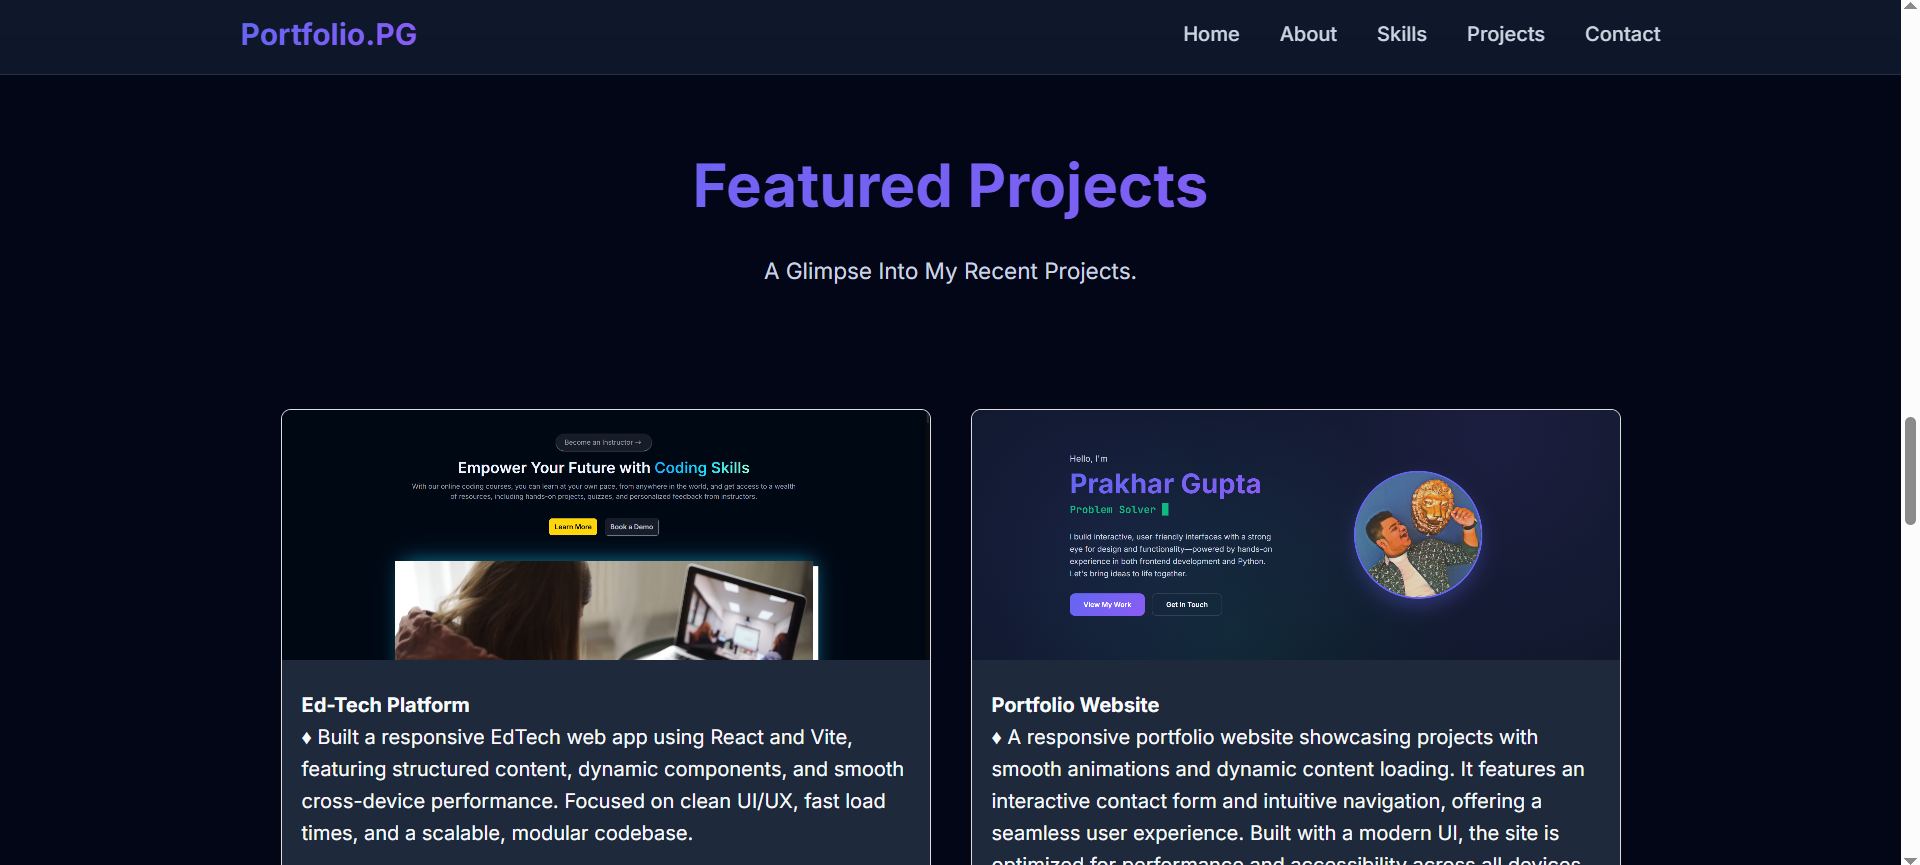 Portfolio.PG
Home About Skills Projects Contact
Featured Projects
A Glimpse Into My Recent Projects.
Become an Instructor →
Empower Your Future with Coding Skills
With our online coding courses, you can learn at your own pace, from anywhere in the world, and get access to a wealth
of resources, including hands-on projects, quizzes, and personalized feedback from instructors.
Learn More Book a Demo
Ed-Tech Platform
♦ Built a responsive EdTech web app using React and Vite,
featuring structured content, dynamic components, and smooth
cross-device performance. Focused on clean UI/UX, fast load
times, and a scalable, modular codebase.
Hello, I'm
Prakhar Gupta
Problem Solver
I build interactive, user-friendly interfaces with a strong
eye for design and functionality—powered by hands-on
experience in both frontend development and Python.
Let's bring ideas to life together.
View My Work Get In Touch
Portfolio Website
♦ A responsive portfolio website showcasing projects with
smooth animations and dynamic content loading. It features an
interactive contact form and intuitive navigation, offering a
seamless user experience. Built with a modern UI, the site is
optimized for performance and accessibility across all devices